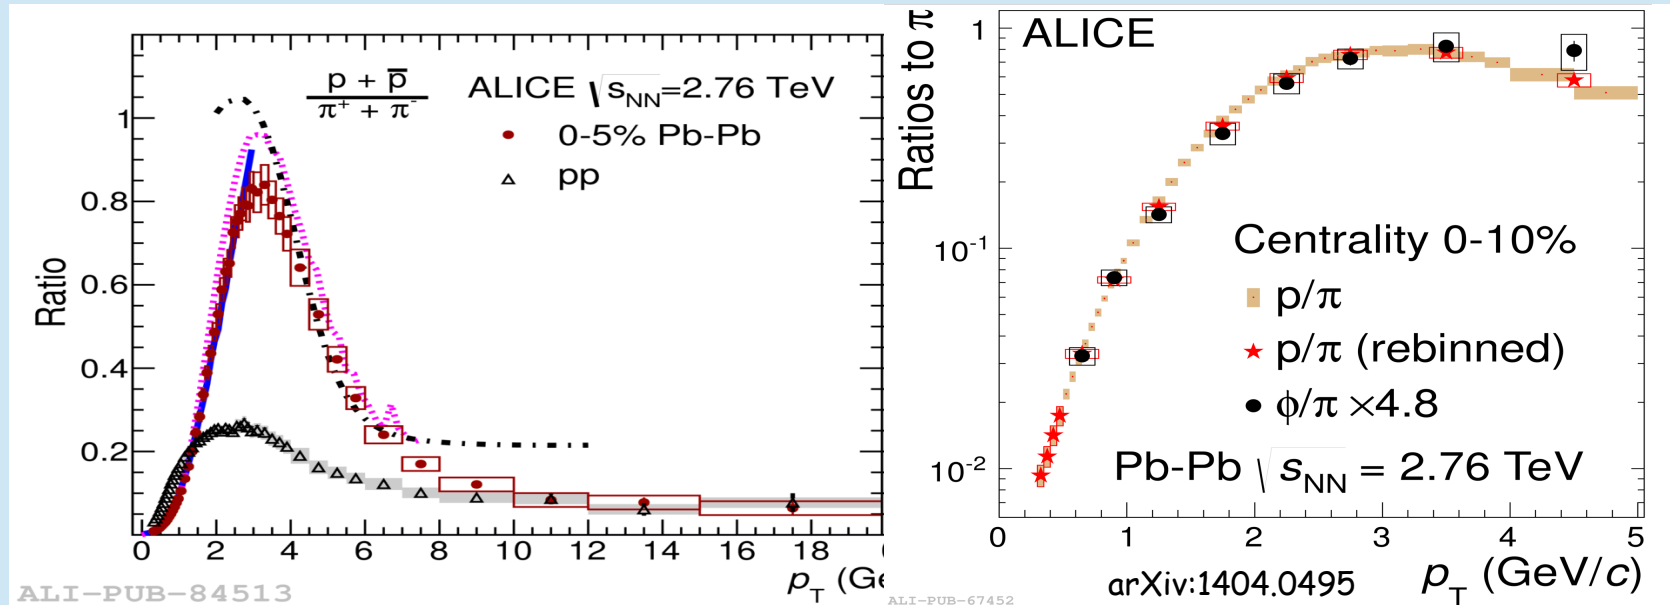 p + p̅
π⁺ + π⁻
ALICE √sNN=2.76 TeV
0-5% Pb-Pb
pp
Ratio
1
0.8
0.6
0.4
0.2
0 2 4 6 8 10 12 14 16 18
pT (Ge
ALI-PUB-84513
Ratios to π
ALICE
1
10⁻¹
10⁻²
Centrality 0-10%
p/π
p/π (rebinned)
ϕ/π ×4.8
Pb-Pb √sNN = 2.76 TeV
0 1 2 3 4 5
arXiv:1404.0495
pT (GeV/c)
ALI-PUB-67452